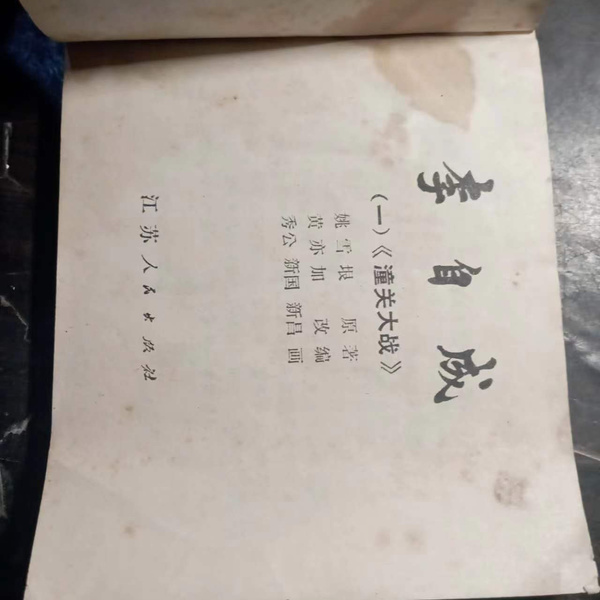 李自成
（一）《潼关大战》
姚雪垠 原著
黄亦加 改编
秀公 新国 新昌 画
江苏人民出版社